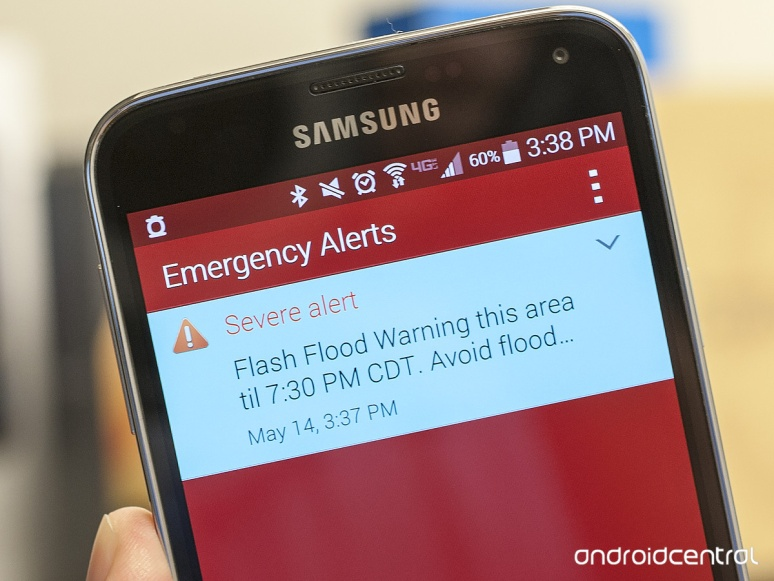 SAMSUNG
4G 60% 3:38 PM
Emergency Alerts
Severe alert
Flash Flood Warning this area
til 7:30 PM CDT. Avoid flood...
May 14, 3:37 PM
androidcentral